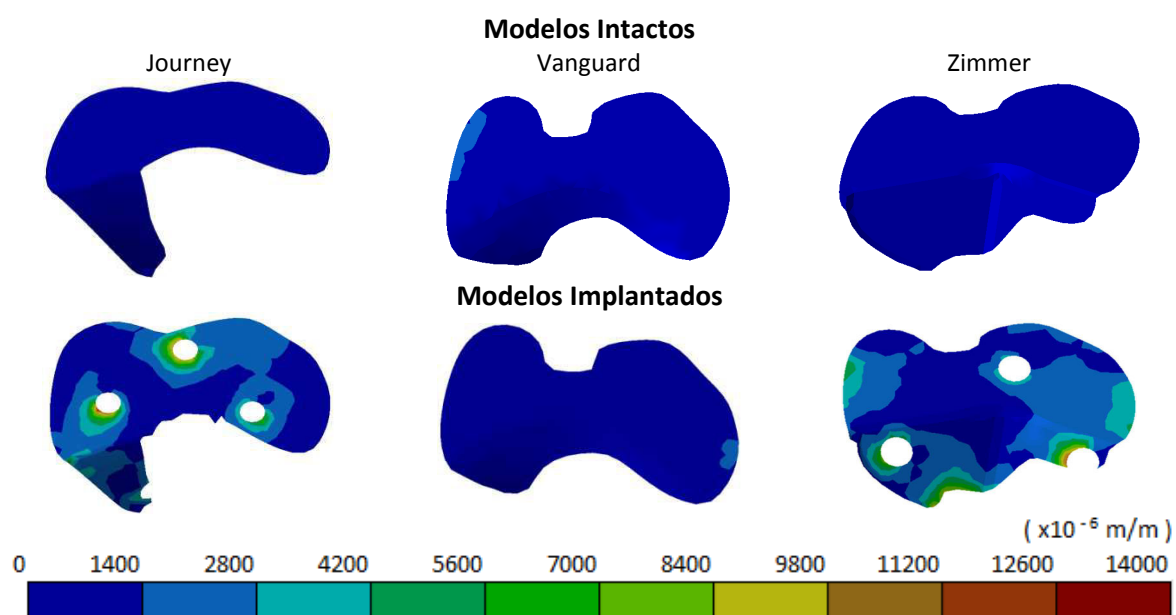 Modelos Intactos
Journey Vanguard Zimmer
Modelos Implantados
( x10⁻⁶ m/m )
0 1400 2800 4200 5600 7000 8400 9800 11200 12600 14000